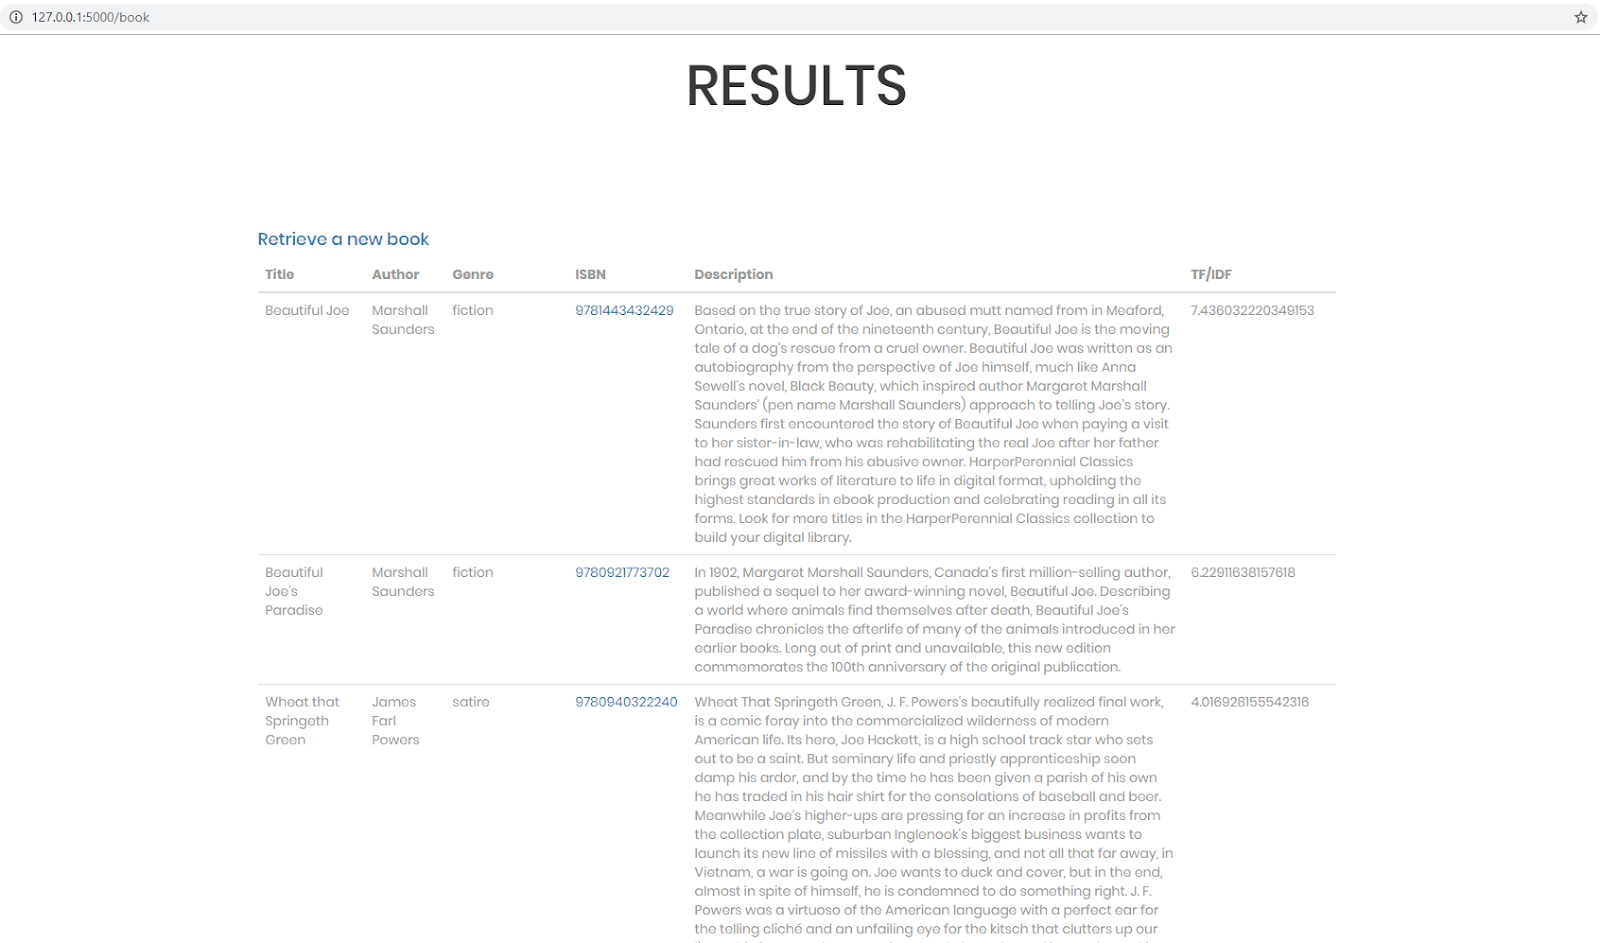 127.0.0.1:5000/book
RESULTS
Retrieve a new book
Title Author Genre ISBN Description TF/IDF
Beautiful Joe Marshall fiction 9781443432429 Based on the true story of Joe, an abused mutt named from in Meaford, 7.436032220349153
Saunders Ontario, at the end of the nineteenth century, Beautiful Joe is the moving
tale of a dog's rescue from a cruel owner. Beautiful Joe was written as an
autobiography from the perspective of Joe himself, much like Anna
Sewell's novel, Black Beauty, which inspired author Margaret Marshall
Saunders' (pen name Marshall Saunders) approach to telling Joe's story.
Saunders first encountered the story of Beautiful Joe when paying a visit
to her sister-in-law, who was rehabilitating the real Joe after her father
had rescued him from his abusive owner. HarperPerennial Classics
brings great works of literature to life in digital format, upholding the
highest standards in ebook production and celebrating reading in all its
forms. Look for more titles in the HarperPerennial Classics collection to
build your digital library.
Beautiful Marshall fiction 9780921773702 In 1902, Margaret Marshall Saunders, Canada's first million-selling author, 6.22911638157618
Joe's Saunders published a sequel to her award-winning novel, Beautiful Joe. Describing
Paradise a world where animals find themselves after death, Beautiful Joe's
Paradise chronicles the afterlife of many of the animals introduced in her
earlier books. Long out of print and unavailable, this new edition
commemorates the 100th anniversary of the original publication.
Wheat that James satire 9780940322240 Wheat That Springeth Green, J. F. Powers's beautifully realized final work, 4.016928155542316
Springeth Farl is a comic foray into the commercialized wilderness of modern
Green Powers American life. Its hero, Joe Hackett, is a high school track star who sets
out to be a saint. But seminary life and priestly apprenticeship soon
damp his ardor, and by the time he has been given a parish of his own
he has traded in his hair shirt for the consolations of baseball and beer.
Meanwhile Joe's higher-ups are pressing for an increase in profits from
the collection plate, suburban Inglenook's biggest business wants to
launch its new line of missiles with a blessing, and not all that far away, in
Vietnam, a war is going on. Joe wants to duck and cover, but in the end,
almost in spite of himself, he is condemned to do something right. J. F.
Powers was a virtuoso of the American language with a perfect ear for
the telling cliché and an unfailing eye for the kitsch that clutters up our